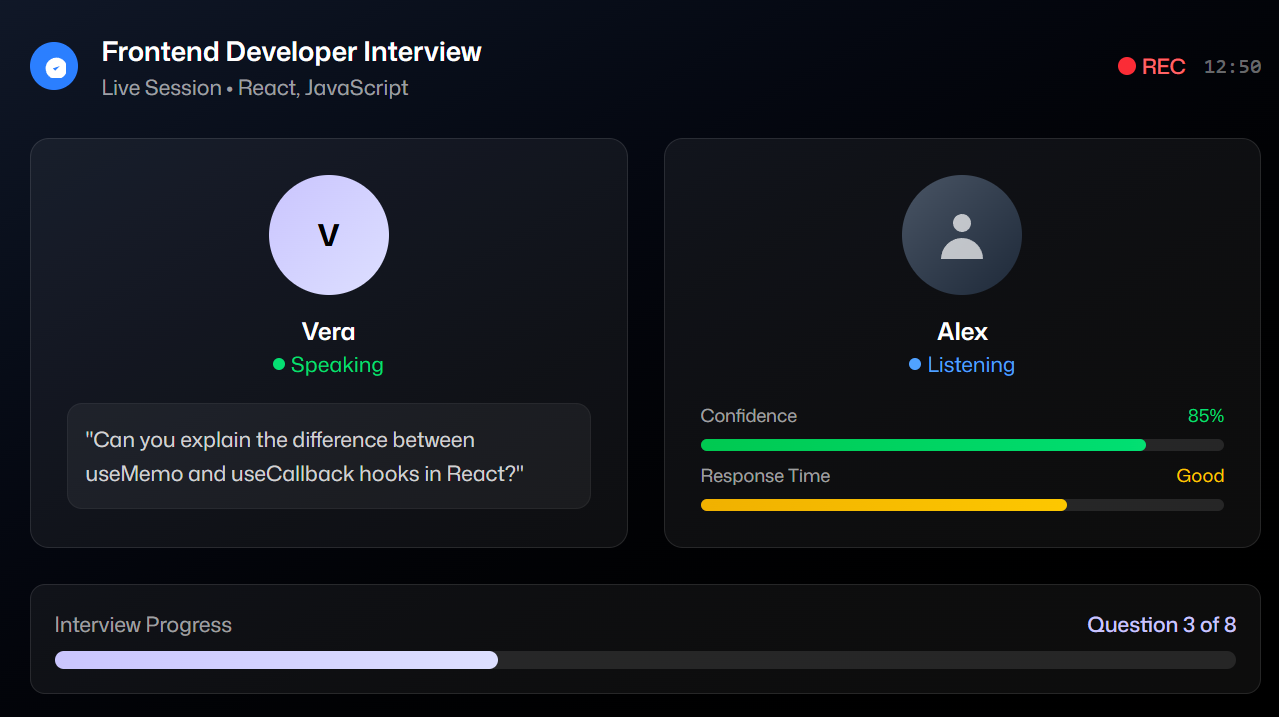 Frontend Developer Interview
Live Session • React, JavaScript
REC 12:50
V
Vera
Speaking
"Can you explain the difference between
useMemo and useCallback hooks in React?"
Alex
Listening
Confidence 85%
Response Time Good
Interview Progress Question 3 of 8